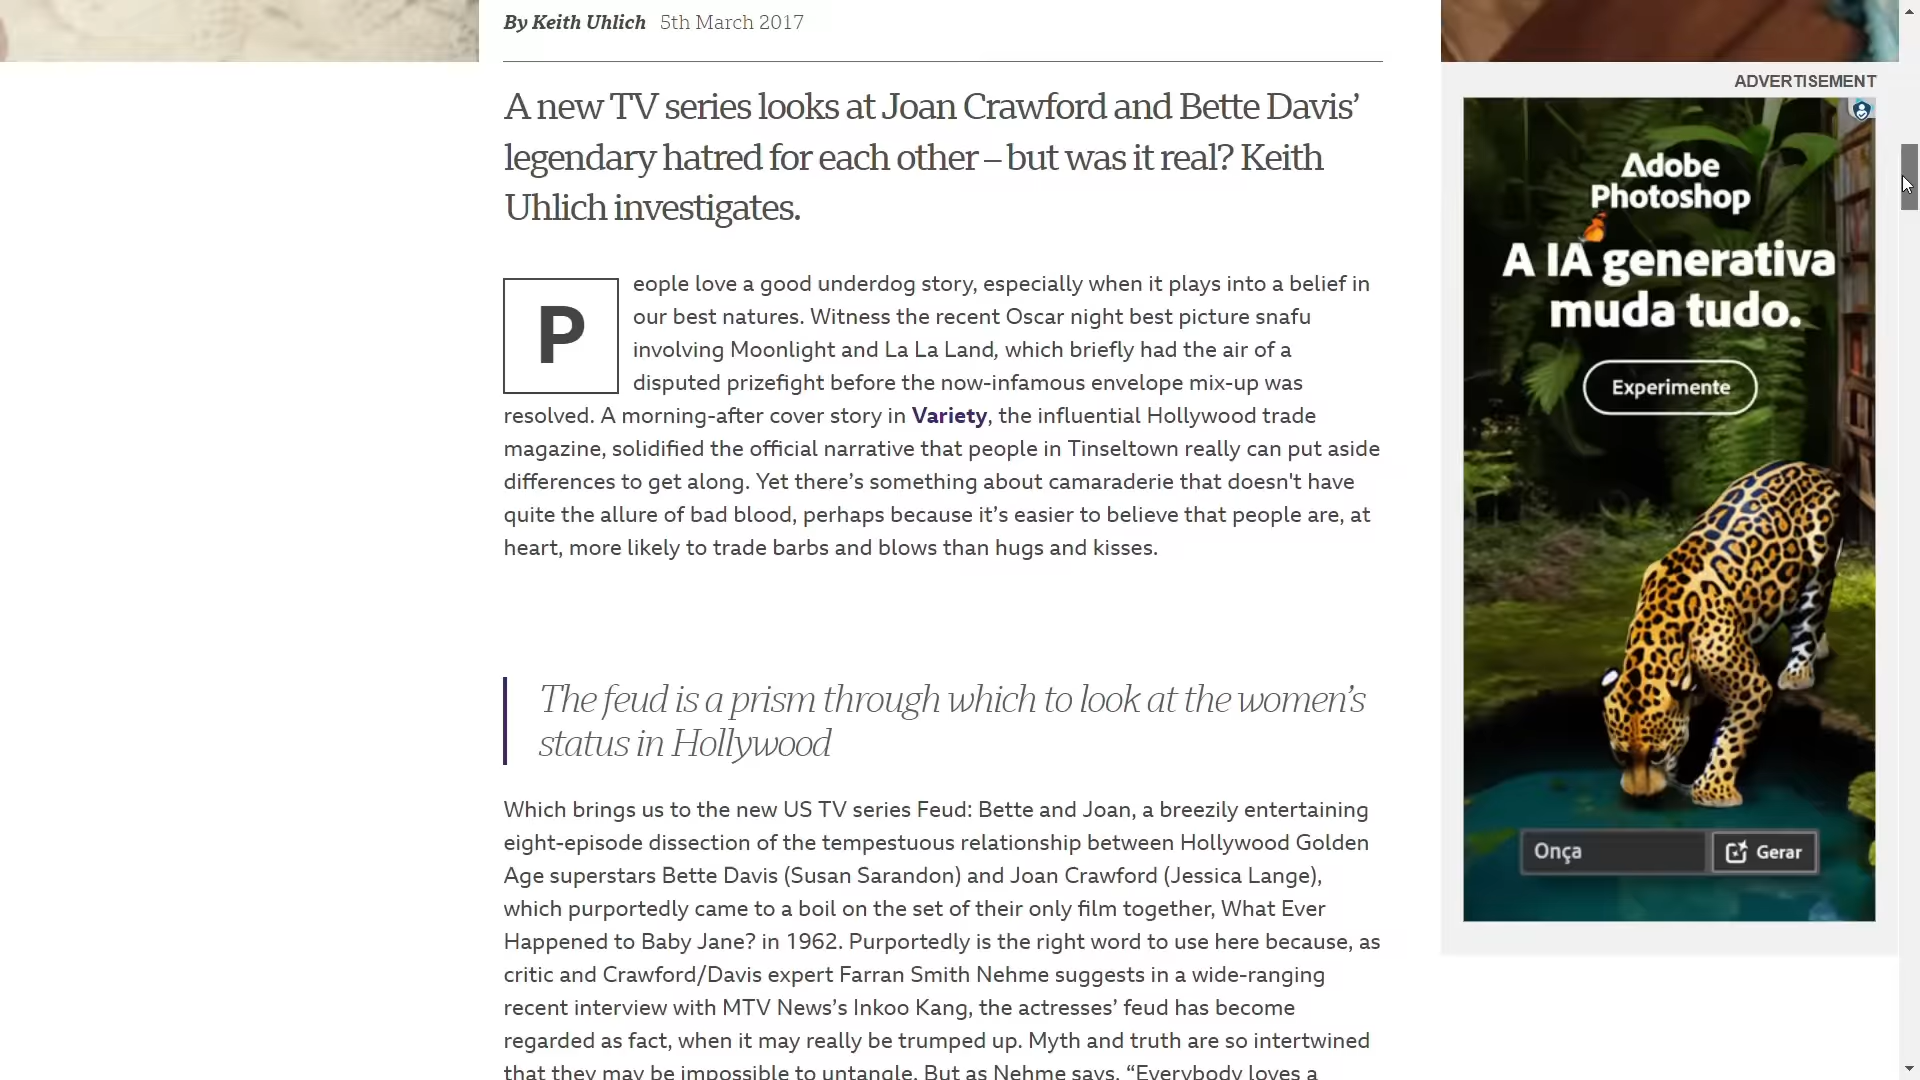 By Keith Uhlich 5th March 2017
A new TV series looks at Joan Crawford and Bette Davis’
legendary hatred for each other – but was it real? Keith
Uhlich investigates.
P
eople love a good underdog story, especially when it plays into a belief in
our best natures. Witness the recent Oscar night best picture snafu
involving Moonlight and La La Land, which briefly had the air of a
disputed prizefight before the now-infamous envelope mix-up was
resolved. A morning-after cover story in Variety, the influential Hollywood trade
magazine, solidified the official narrative that people in Tinseltown really can put aside
differences to get along. Yet there’s something about camaraderie that doesn't have
quite the allure of bad blood, perhaps because it’s easier to believe that people are, at
heart, more likely to trade barbs and blows than hugs and kisses.
The feud is a prism through which to look at the women’s
status in Hollywood
Which brings us to the new US TV series Feud: Bette and Joan, a breezily entertaining
eight-episode dissection of the tempestuous relationship between Hollywood Golden
Age superstars Bette Davis (Susan Sarandon) and Joan Crawford (Jessica Lange),
which purportedly came to a boil on the set of their only film together, What Ever
Happened to Baby Jane? in 1962. Purportedly is the right word to use here because, as
critic and Crawford/Davis expert Farran Smith Nehme suggests in a wide-ranging
recent interview with MTV News’s Inkoo Kang, the actresses’ feud has become
regarded as fact, when it may really be trumped up. Myth and truth are so intertwined
that they may be impossible to untangle. But as Nehme says, “Everybody loves a
ADVERTISEMENT
Adobe
Photoshop
A IA generativa
muda tudo.
Experimente
Onça
Gerar